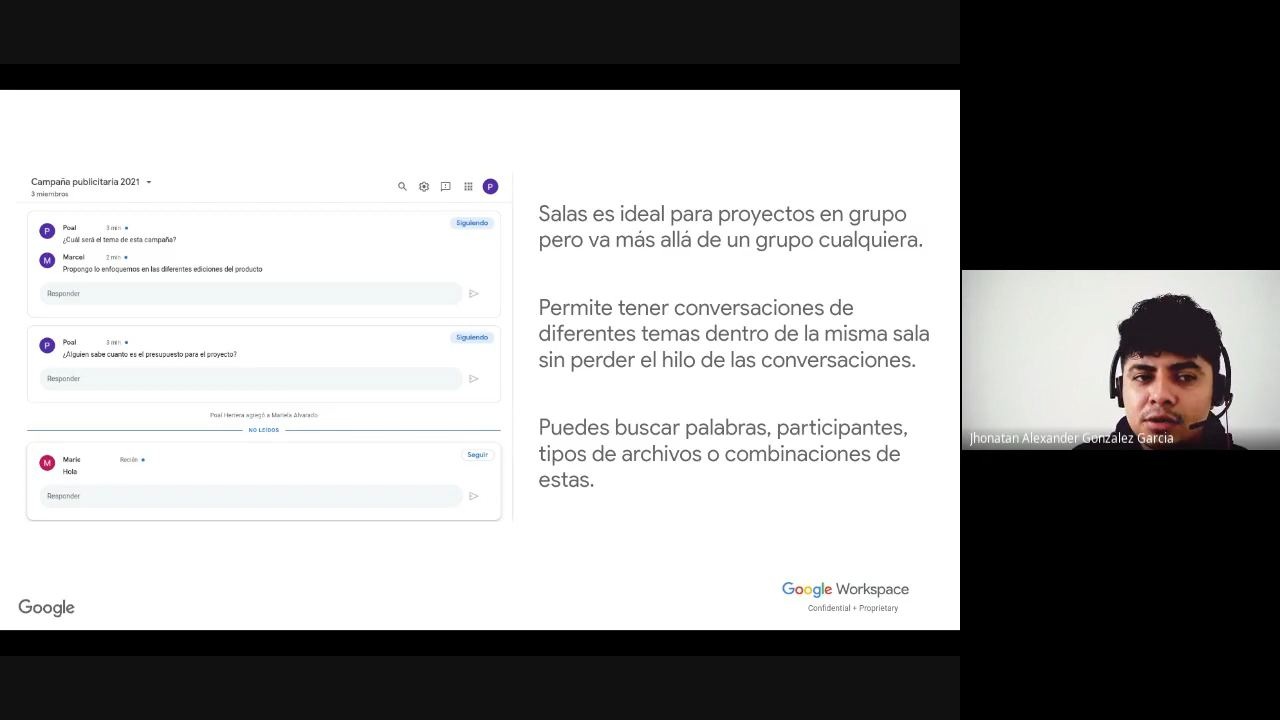 Campaña publicitaria 2021
3 miembros
P
Siguiendo
P
Poal 3 min
¿Cuál será el tema de esta campaña?
M
Marcel 2 min
Propongo lo enfoquemos en las diferentes ediciones del producto
Responder
Siguiendo
P
Poal 3 min
¿Alguien sabe cuanto es el presupuesto para el proyecto?
Responder
Poal Herrera agregó a Mariela Alvarado
NO LEÍDOS
Seguir
M
Marie Recién
Hola
Responder
Salas es ideal para proyectos en grupo
pero va más allá de un grupo cualquiera.
Permite tener conversaciones de
diferentes temas dentro de la misma sala
sin perder el hilo de las conversaciones.
Puedes buscar palabras, participantes,
tipos de archivos o combinaciones de
estas.
Google
Google Workspace
Confidential + Proprietary
Jhonatan Alexander Gonzalez Garcia